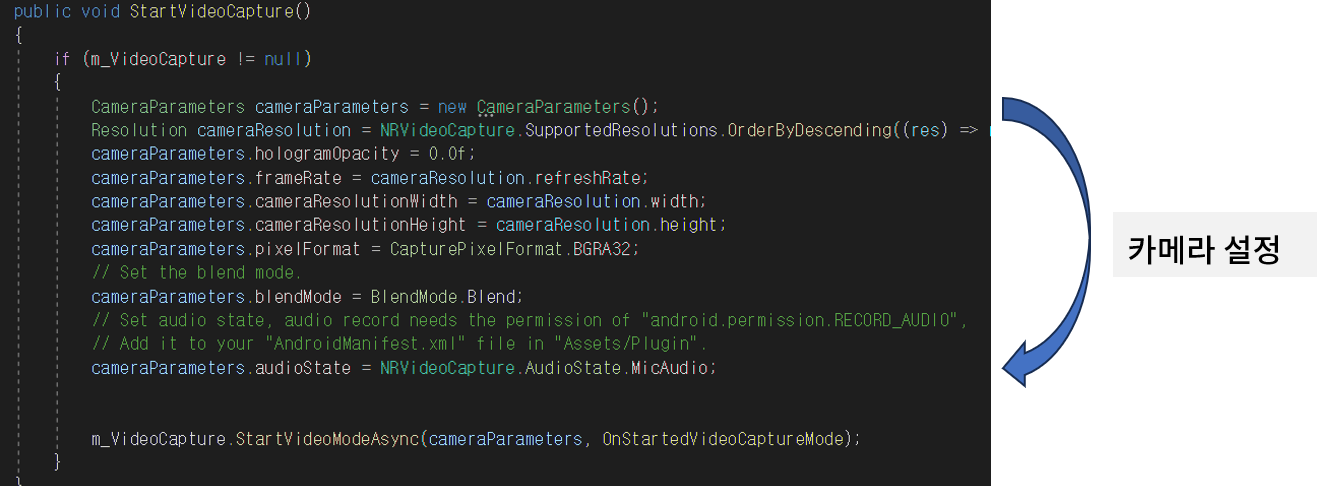 public void StartVideoCapture()
{
if (m_VideoCapture != null)
{
CameraParameters cameraParameters = new CameraParameters();
Resolution cameraResolution = NRVideoCapture.SupportedResolutions.OrderByDescending((res) =>
cameraParameters.hologramOpacity = 0.0f;
cameraParameters.frameRate = cameraResolution.refreshRate;
cameraParameters.cameraResolutionWidth = cameraResolution.width;
cameraParameters.cameraResolutionHeight = cameraResolution.height;
cameraParameters.pixelFormat = CapturePixelFormat.BGRA32;
// Set the blend mode.
cameraParameters.blendMode = BlendMode.Blend;
// Set audio state, audio record needs the permission of "android.permission.RECORD_AUDIO",
// Add it to your "AndroidManifest.xml" file in "Assets/Plugin".
cameraParameters.audioState = NRVideoCapture.AudioState.MicAudio;
m_VideoCapture.StartVideoModeAsync(cameraParameters, OnStartedVideoCaptureMode);
}
}
카메라 설정